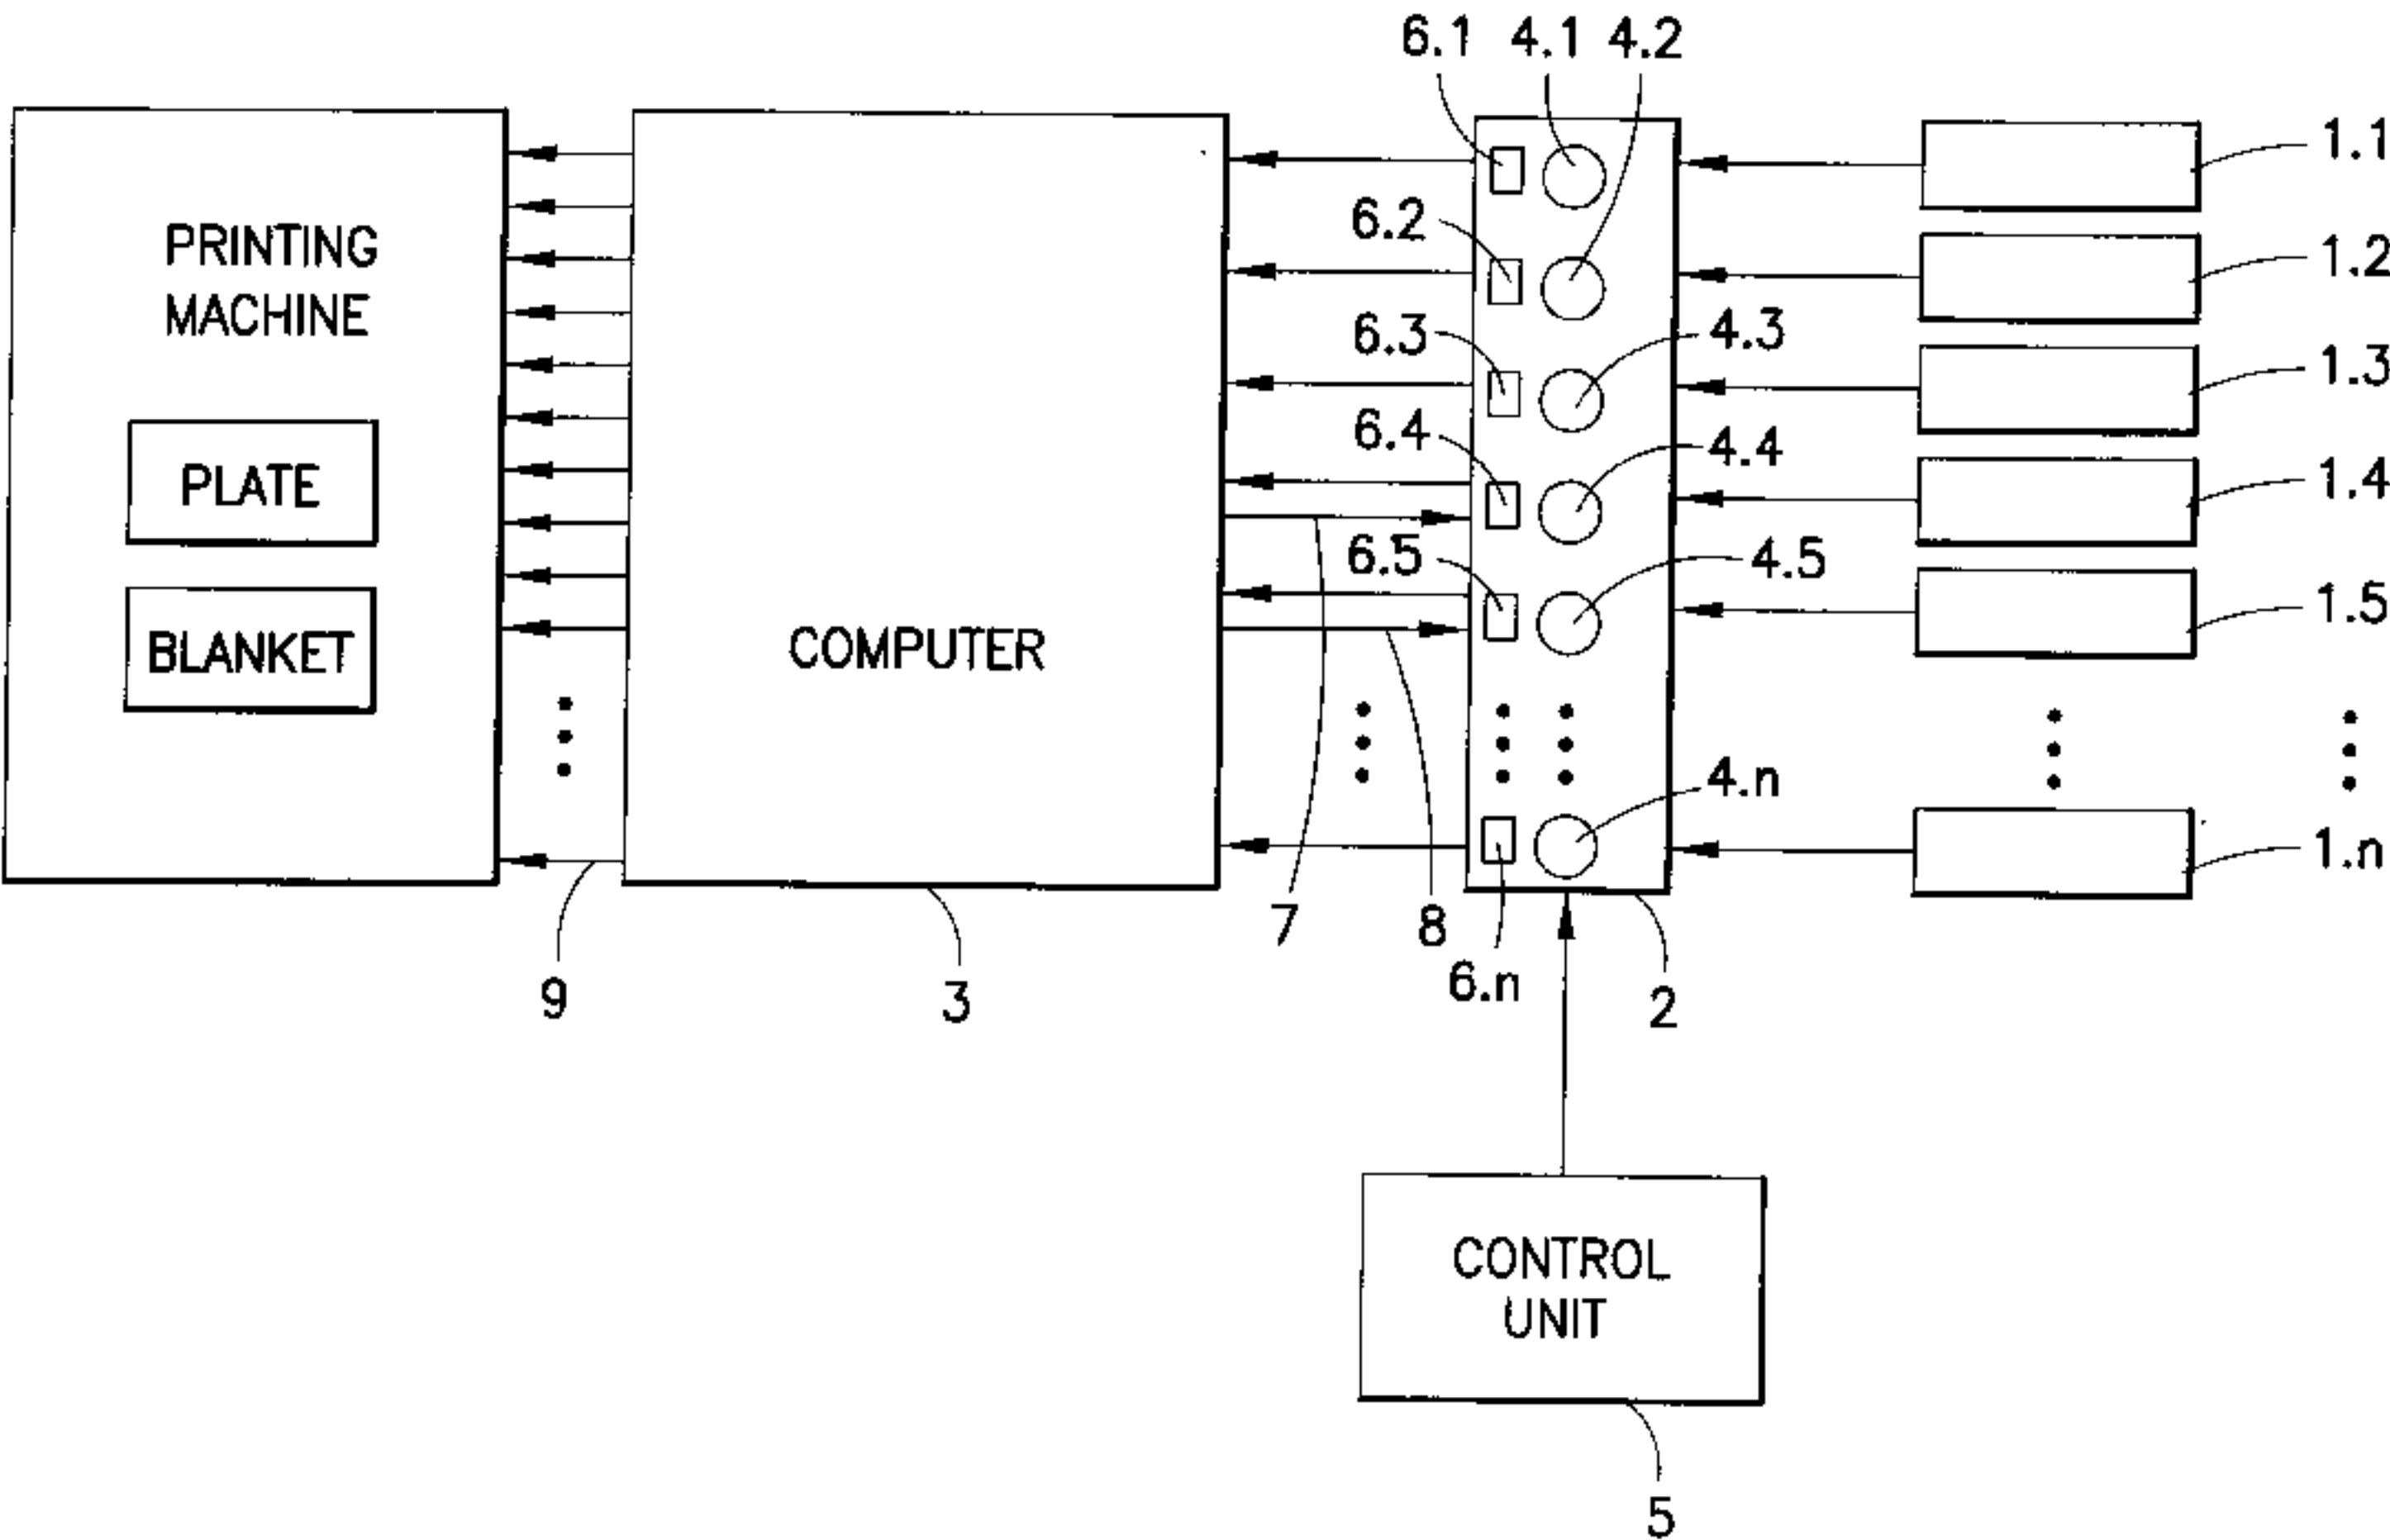 6.1 4.1 4.2
1.1
PRINTING
MACHINE
6.2
1.2
6.3
4.3
1.3
PLATE
6.4
4.4
1.4
BLANKET
COMPUTER
6.5
4.5
1.5
4.n
1.n
9
3
7
8
6.n
2
CONTROL
UNIT
5